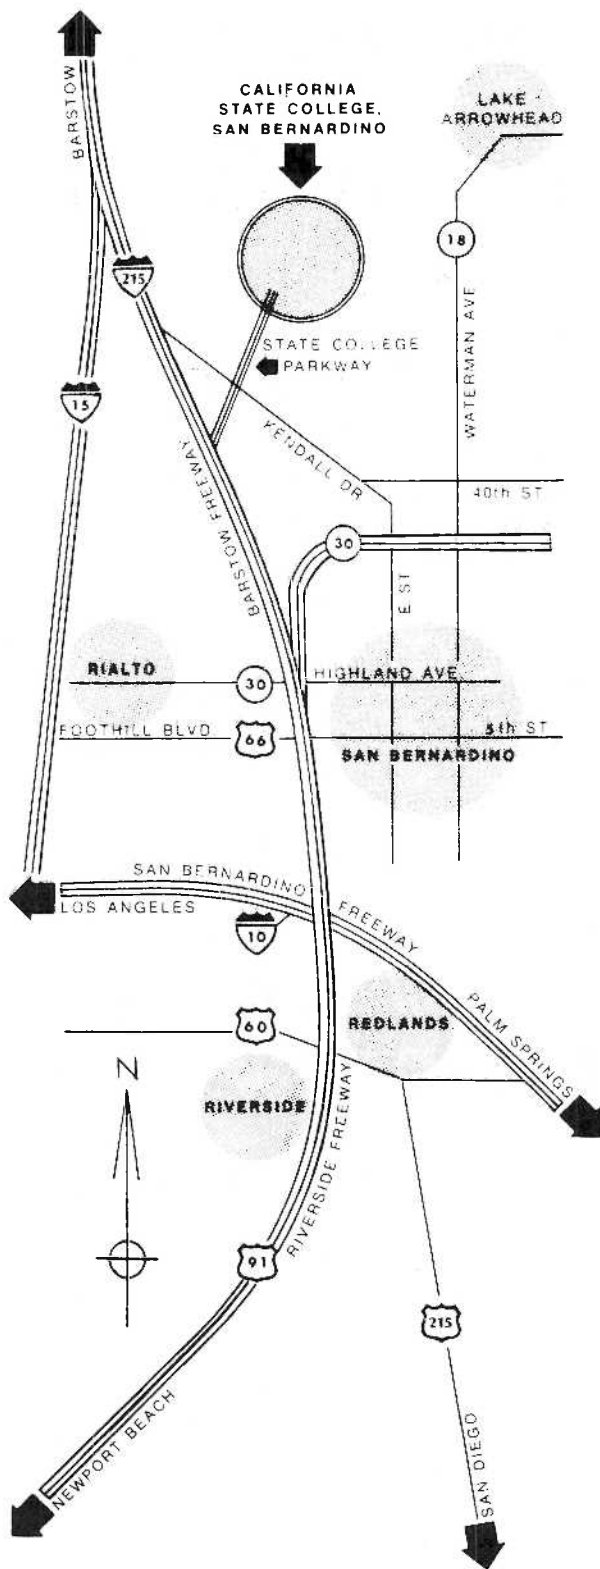 BARSTOW
CALIFORNIA
STATE COLLEGE,
SAN BERNARDINO
LAKE
ARROWHEAD
18
215
STATE COLLEGE
PARKWAY
WATERMAN AVE
15
KENDALL DR
BARSTOW FREEWAY
40th ST
30
E ST
RIALTO
30
HIGHLAND AVE
FOOTHILL BLVD
66
5th ST
SAN BERNARDINO
SAN BERNARDINO
FREEWAY
LOS ANGELES
10
60
REDLANDS
PALM SPRINGS
N
RIVERSIDE
RIVERSIDE FREEWAY
91
215
NEWPORT BEACH
SAN DIEGO